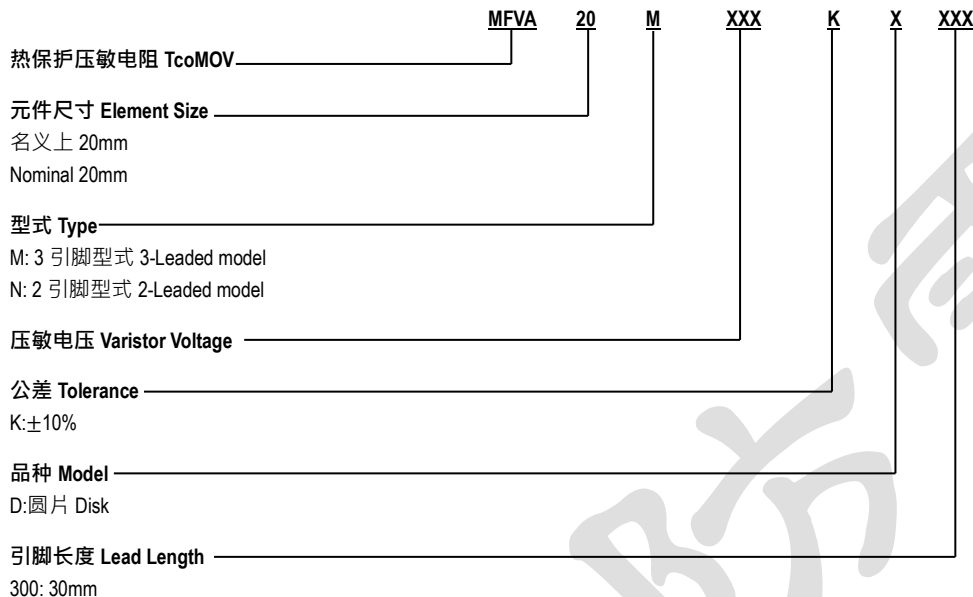 MFVA 20 M XXX K X XXX
热保护压敏电阻 TcoMOV
元件尺寸 Element Size
名义上 20mm
Nominal 20mm
型式 Type
M: 3 引脚型式 3-Leaded model
N: 2 引脚型式 2-Leaded model
压敏电压 Varistor Voltage
公差 Tolerance
K:±10%
品种 Model
D:圆片 Disk
引脚长度 Lead Length
300: 30mm
防